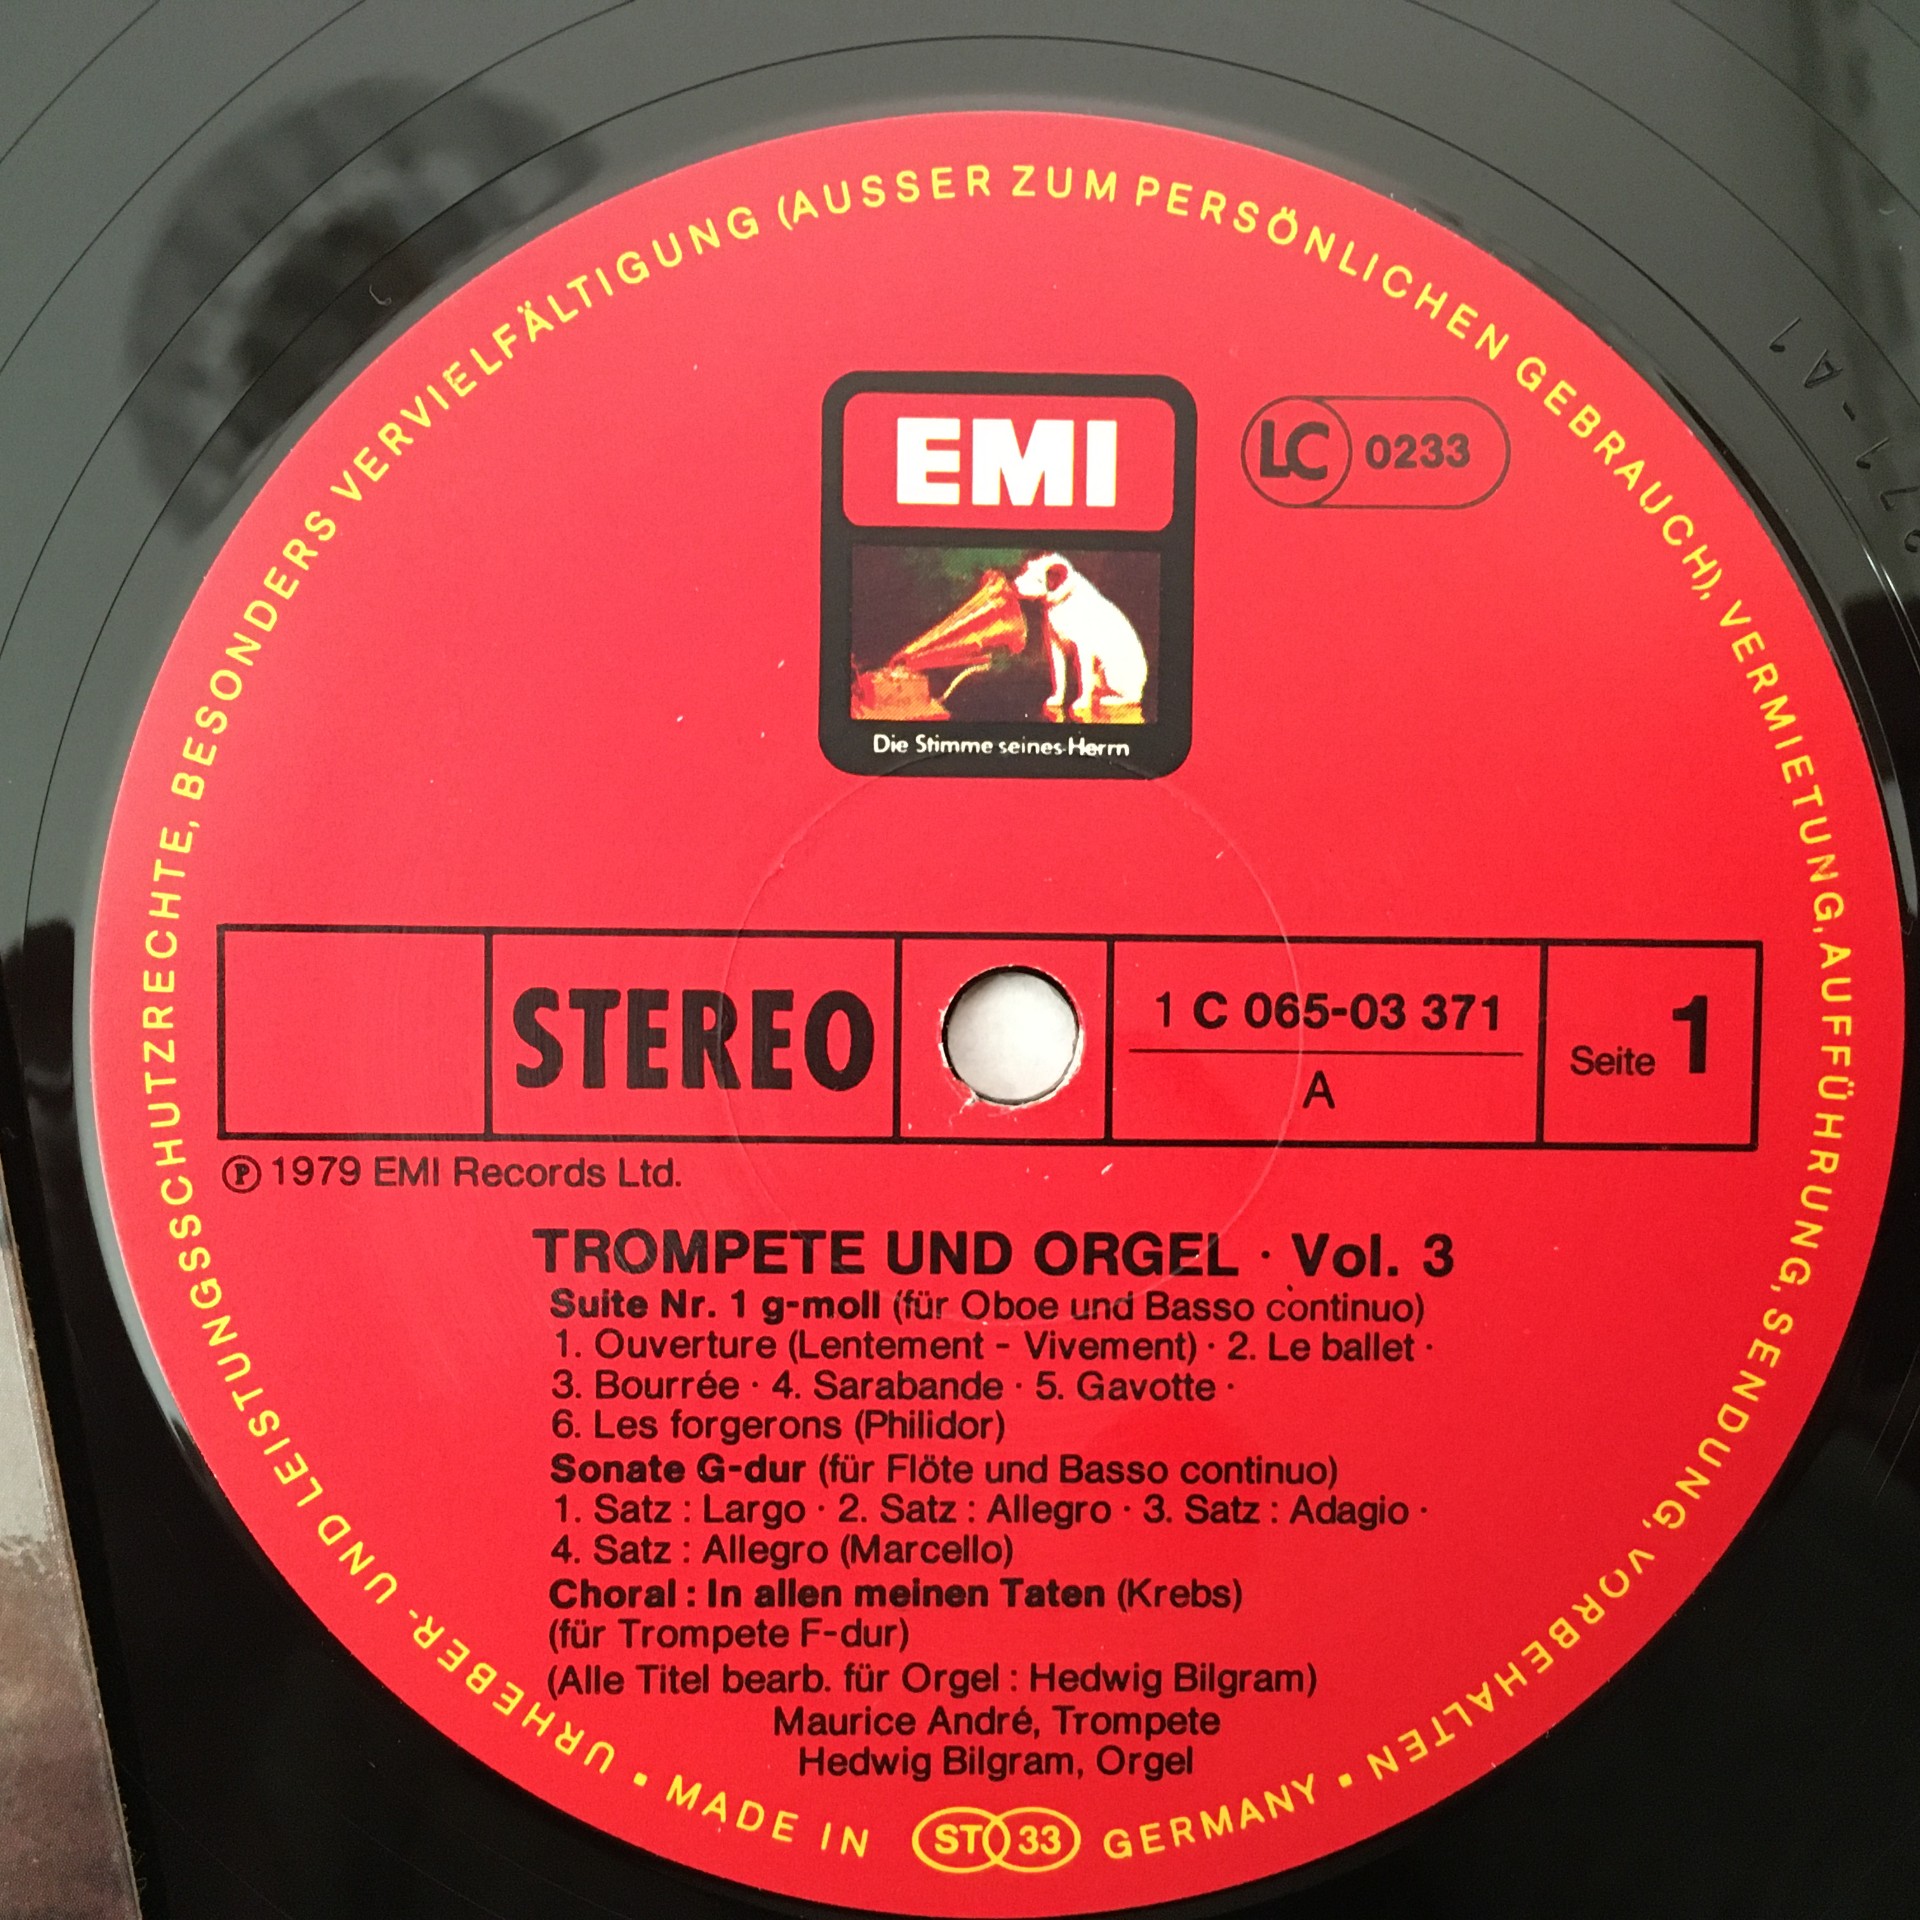 URHEBER- UND LEISTUNGSSCHUTZRECHTE, BESONDERS VERVIELFÄLTIGUNG (AUSSER ZUM PERSÖNLICHEN GEBRAUCH), VERMIETUNG, AUFFÜHRUNG, SENDUNG, VORBEHALTEN •
EMI
LC 0233
Die Stimme seines Herrn
STEREO
1 C 065-03 371
A
Seite 1
Ⓟ 1979 EMI Records Ltd.
TROMPETE UND ORGEL · Vol. 3
Suite Nr. 1 g-moll (für Oboe und Basso continuo)
1. Ouverture (Lentement - Vivement) · 2. Le ballet ·
3. Bourrée · 4. Sarabande · 5. Gavotte ·
6. Les forgerons (Philidor)
Sonate G-dur (für Flöte und Basso continuo)
1. Satz : Largo · 2. Satz : Allegro · 3. Satz : Adagio ·
4. Satz : Allegro (Marcello)
Choral : In allen meinen Taten (Krebs)
(für Trompete F-dur)
(Alle Titel bearb. für Orgel : Hedwig Bilgram)
Maurice André, Trompete
Hedwig Bilgram, Orgel
• MADE IN ST 33 GERMANY